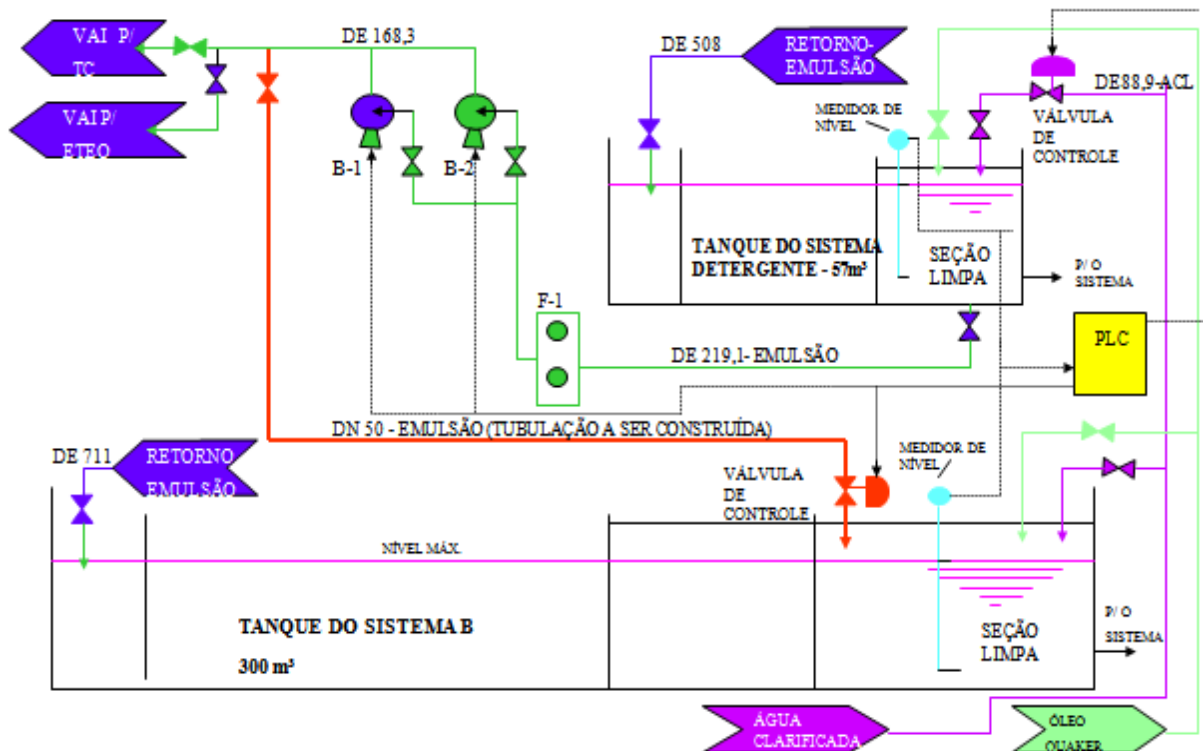 VAI P/
TC
VAI P/
ETEO
DE 168,3
B-1
B-2
DE 508
RETORNO-
EMULSÃO
MEDIDOR DE
NÍVEL
DE88,9-ACL
VÁLVULA
DE
CONTROLE
TANQUE DO SISTEMA
DETERGENTE - 57m³
SEÇÃO
LIMPA
P/ O
SISTEMA
F-1
DE 219,1- EMULSÃO
PLC
DN 50 - EMULSÃO (TUBULAÇÃO A SER CONSTRUÍDA)
DE 711
RETORNO
EMULSÃO
VÁLVULA
DE
CONTROLE
MEDIDOR DE
NÍVEL
NÍVEL MÁX.
TANQUE DO SISTEMA B
300 m³
SEÇÃO
LIMPA
P/ O
SISTEMA
ÁGUA
CLARIFICADA
ÓLEO
QUAKER